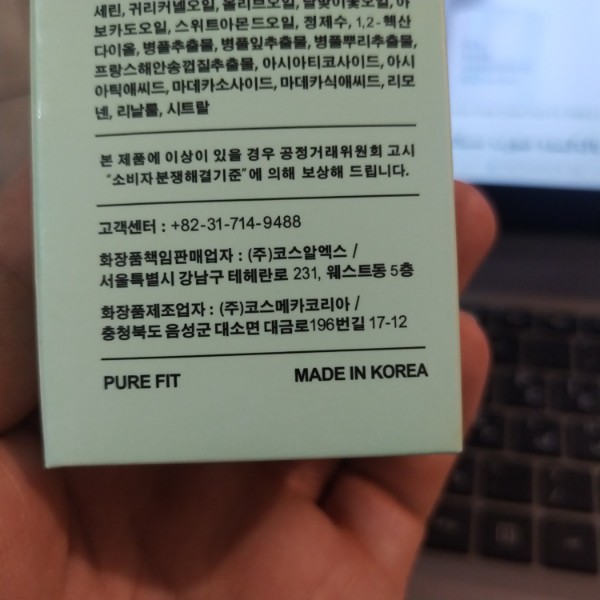 세린, 귀리커넬오일, 올리브오일, 달맞이꽃오일, 아
보카도오일, 스위트아몬드오일, 정제수, 1,2-헥산
다이올, 병풀추출물, 병풀잎추출물, 병풀뿌리추출물,
프랑스해안송껍질추출물, 아시아티코사이드, 아시
아틱애씨드, 마데카소사이드, 마데카식애씨드, 리모
넨, 리날룰, 시트랄
본 제품에 이상이 있을 경우 공정거래위원회 고시
"소비자분쟁해결기준"에 의해 보상해 드립니다.
고객센터 : +82-31-714-9488
화장품책임판매업자 : (주)코스알엑스 /
서울특별시 강남구 테헤란로 231, 웨스트동 5층
화장품제조업자 : (주)코스메카코리아 /
충청북도 음성군 대소면 대금로196번길 17-12
PURE FIT
MADE IN KOREA